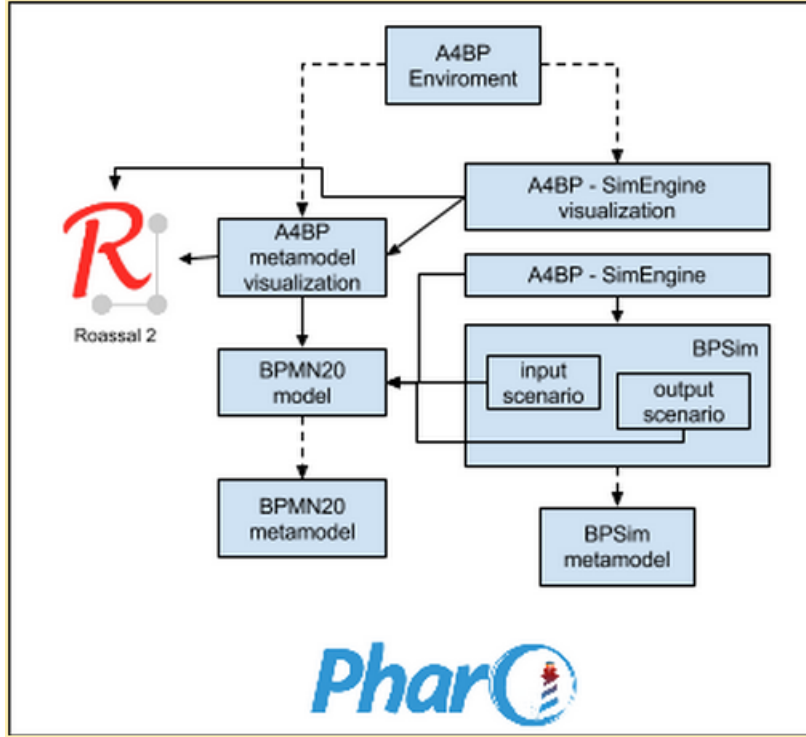 A4BP
Enviroment
A4BP - SimEngine
visualization
R
A4BP
metamodel
visualization
Roassal 2
A4BP - SimEngine
BPSim
BPMN20
model
input
scenario
output
scenario
BPMN20
metamodel
BPSim
metamodel
Pharo